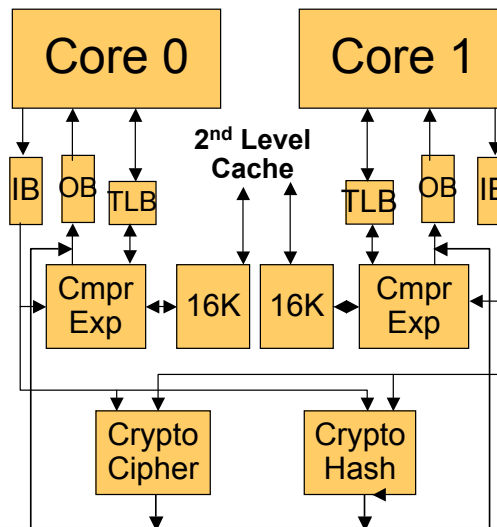 Core 0
Core 1
2nd Level
Cache
IB
OB
TLB
TLB
OB
IB
Cmpr
Exp
16K
16K
Cmpr
Exp
Crypto
Cipher
Crypto
Hash